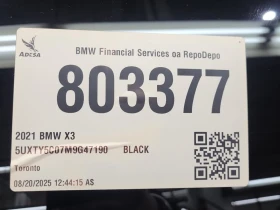 ADESA
BMW Financial Services oa RepoDepo
803377
2021 BMW X3
5UXTY5C07M9G47190 BLACK
Toronto
08/20/2025 12:44:15 AS